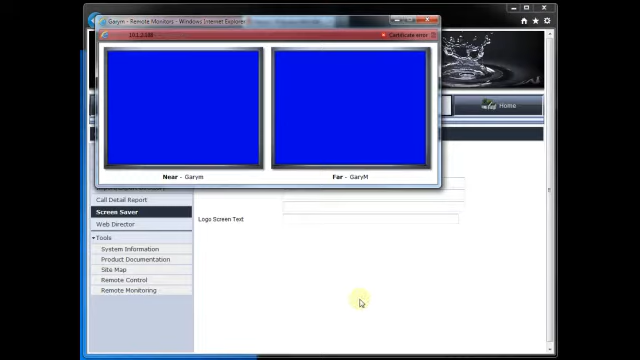 Garym - Remote Monitors - Windows Internet Explorer
Certificate error
Near - Garym
Far - GaryM
Home
Call Detail Report
Screen Saver
Web Director
Tools
System Information
Product Documentation
Site Map
Remote Control
Remote Monitoring
Logo Screen Text